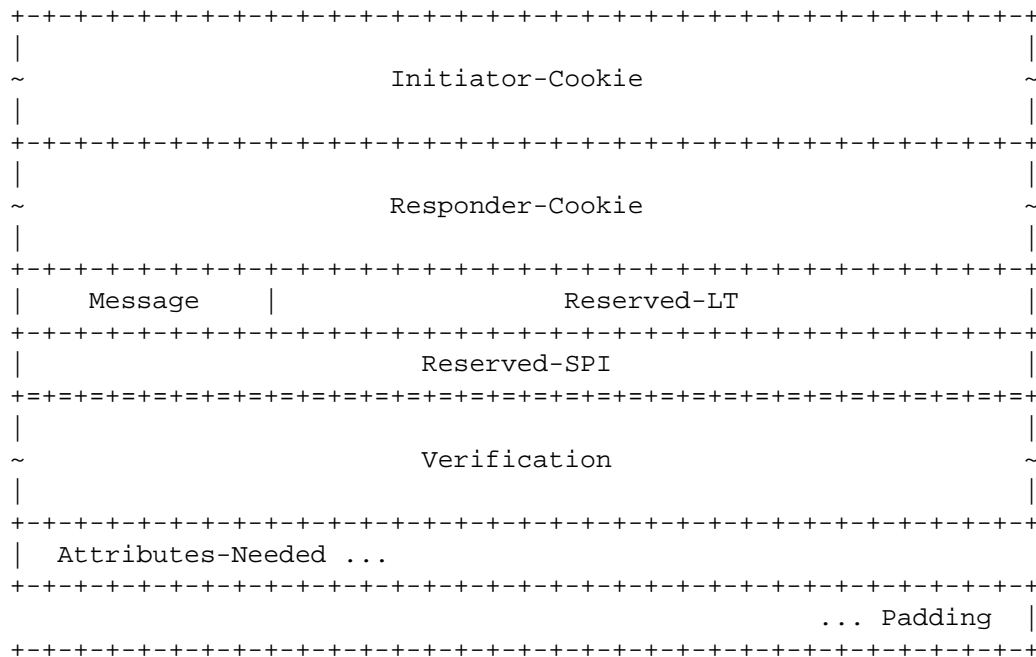 +-+-+-+-+-+-+-+-+-+-+-+-+-+-+-+-+-+-+-+-+-+-+-+-+-+-+-+-+-+-+-+-+
|                                                               |
~                       Initiator-Cookie                        ~
|                                                               |
+-+-+-+-+-+-+-+-+-+-+-+-+-+-+-+-+-+-+-+-+-+-+-+-+-+-+-+-+-+-+-+-+
|                                                               |
~                       Responder-Cookie                        ~
|                                                               |
+-+-+-+-+-+-+-+-+-+-+-+-+-+-+-+-+-+-+-+-+-+-+-+-+-+-+-+-+-+-+-+-+
|    Message    |                  Reserved-LT                  |
+-+-+-+-+-+-+-+-+-+-+-+-+-+-+-+-+-+-+-+-+-+-+-+-+-+-+-+-+-+-+-+-+
|                         Reserved-SPI                          |
+=+=+=+=+=+=+=+=+=+=+=+=+=+=+=+=+=+=+=+=+=+=+=+=+=+=+=+=+=+=+=+=+
|                                                               |
~                         Verification                          ~
|                                                               |
+-+-+-+-+-+-+-+-+-+-+-+-+-+-+-+-+-+-+-+-+-+-+-+-+-+-+-+-+-+-+-+-+
|  Attributes-Needed ...
+-+-+-+-+-+-+-+-+-+-+-+-+-+-+-+-+-+-+-+-+-+-+-+-+-+-+-+-+-+-+-+-+
                                                   ... Padding  |
+-+-+-+-+-+-+-+-+-+-+-+-+-+-+-+-+-+-+-+-+-+-+-+-+-+-+-+-+-+-+-+-+